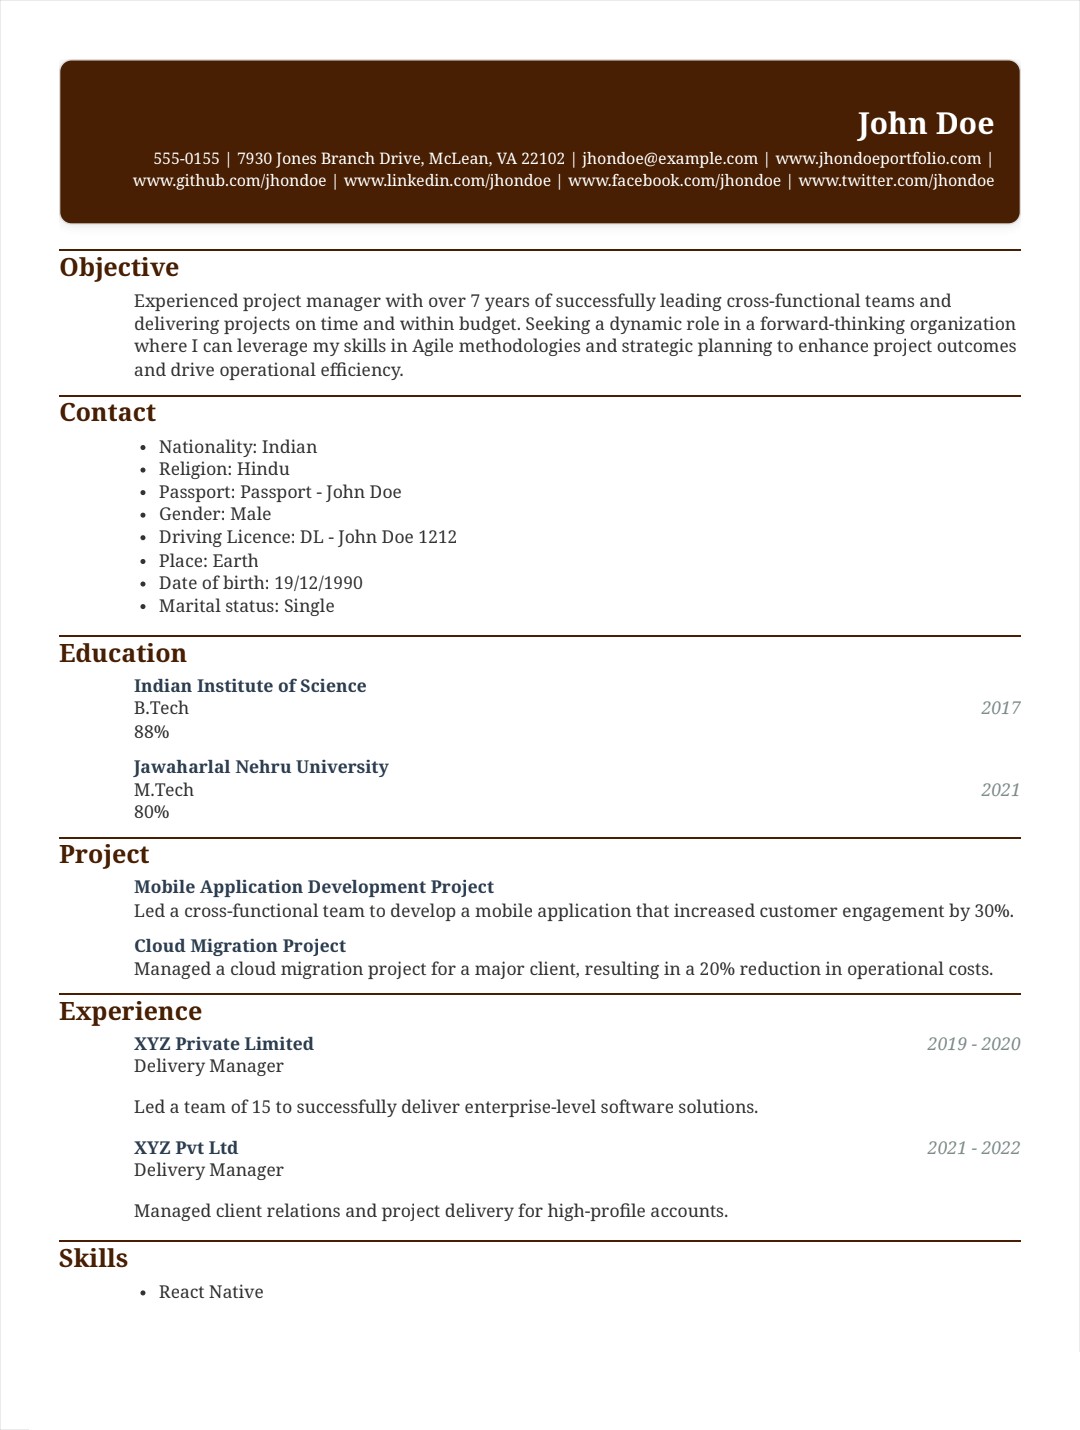 John Doe
555-0155 | 7930 Jones Branch Drive, McLean, VA 22102 | jhondoe@example.com | www.jhondoeportfolio.com |
www.github.com/jhondoe | www.linkedin.com/jhondoe | www.facebook.com/jhondoe | www.twitter.com/jhondoe
Objective
Experienced project manager with over 7 years of successfully leading cross-functional teams and
delivering projects on time and within budget. Seeking a dynamic role in a forward-thinking organization
where I can leverage my skills in Agile methodologies and strategic planning to enhance project outcomes
and drive operational efficiency.
Contact
• Nationality: Indian
• Religion: Hindu
• Passport: Passport - John Doe
• Gender: Male
• Driving Licence: DL - John Doe 1212
• Place: Earth
• Date of birth: 19/12/1990
• Marital status: Single
Education
Indian Institute of Science
B.Tech 2017
88%
Jawaharlal Nehru University
M.Tech 2021
80%
Project
Mobile Application Development Project
Led a cross-functional team to develop a mobile application that increased customer engagement by 30%.
Cloud Migration Project
Managed a cloud migration project for a major client, resulting in a 20% reduction in operational costs.
Experience
XYZ Private Limited 2019 - 2020
Delivery Manager
Led a team of 15 to successfully deliver enterprise-level software solutions.
XYZ Pvt Ltd 2021 - 2022
Delivery Manager
Managed client relations and project delivery for high-profile accounts.
Skills
• React Native